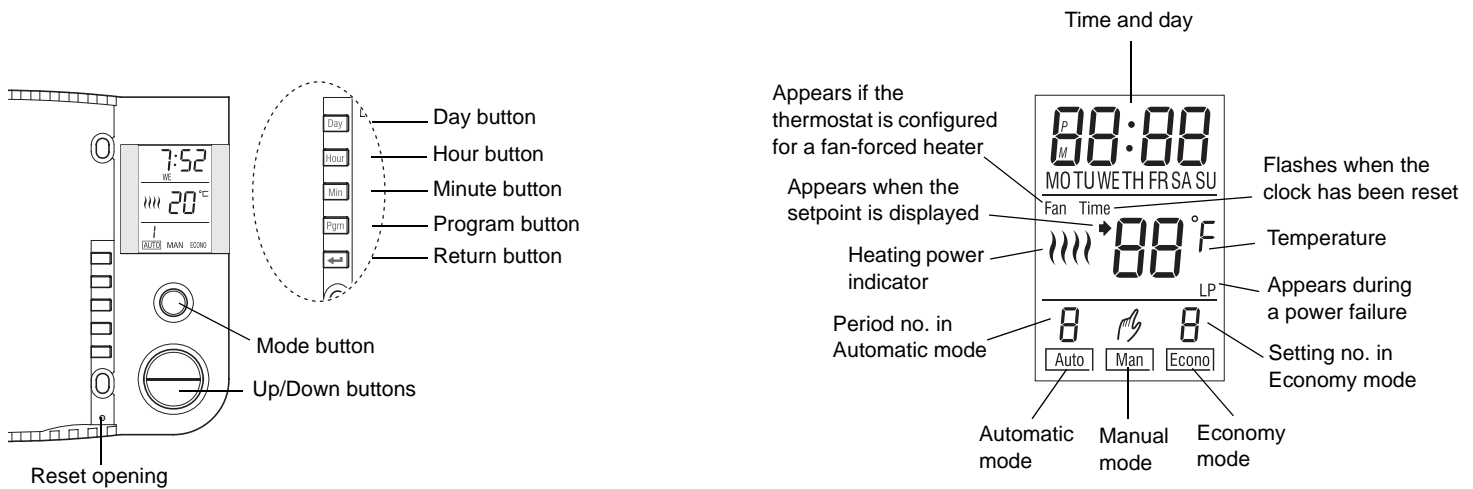 7:52
WE
20 °C
1
AUTO MAN ECONO
Day
Hour
Min
Pgm
Day button
Hour button
Minute button
Program button
Return button
Mode button
Up/Down buttons
Reset opening
Time and day
Appears if the
thermostat is configured
for a fan-forced heater
Appears when the
setpoint is displayed
Heating power
indicator
Period no. in
Automatic mode
P
M
88:88
MO TU WE TH FR SA SU
Fan Time
88 °F
LP
8 8
Auto Man Econo
Flashes when the
clock has been reset
Temperature
Appears during
a power failure
Setting no. in
Economy mode
Automatic
mode
Manual
mode
Economy
mode